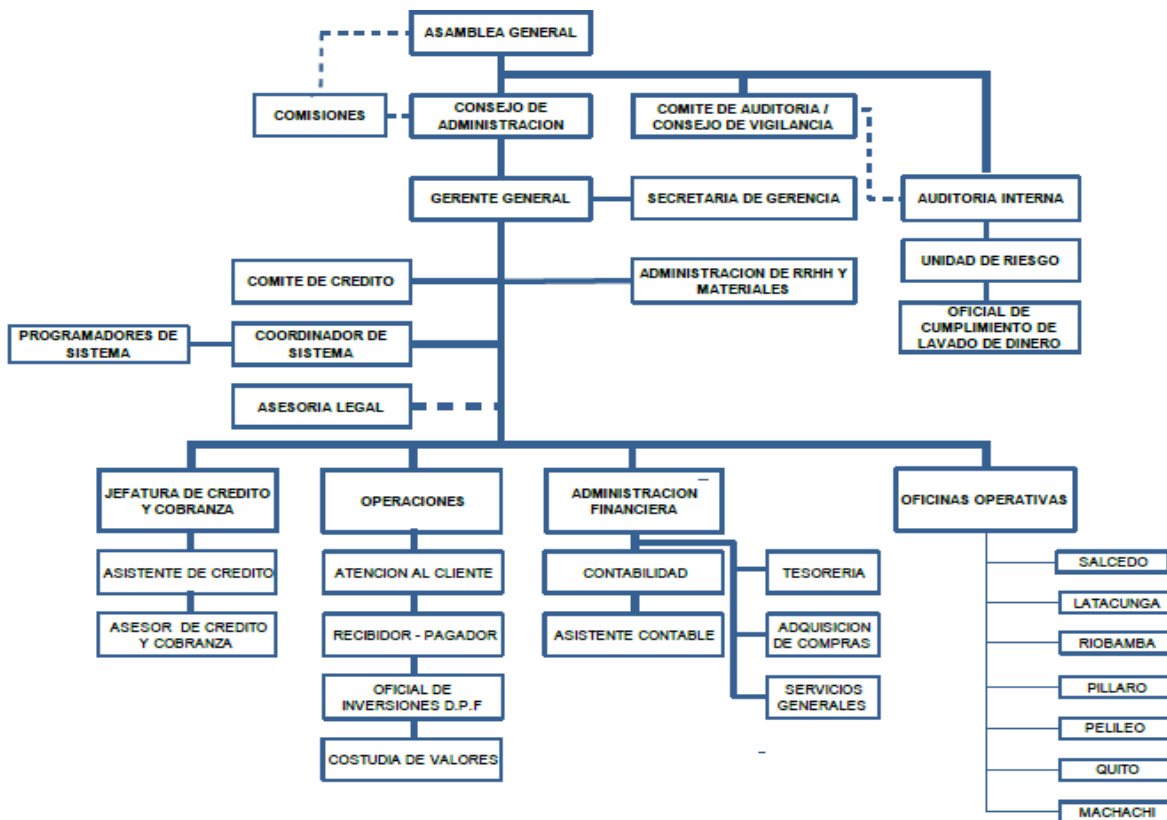 ASAMBLEA GENERAL
COMISIONES
CONSEJO DE
ADMINISTRACION
COMITE DE AUDITORIA /
CONSEJO DE VIGILANCIA
GERENTE GENERAL
SECRETARIA DE GERENCIA
AUDITORIA INTERNA
UNIDAD DE RIESGO
OFICIAL DE
CUMPLIMIENTO DE
LAVADO DE DINERO
COMITE DE CREDITO
ADMINISTRACION DE RRHH Y
MATERIALES
PROGRAMADORES DE
SISTEMA
COORDINADOR DE
SISTEMA
ASESORIA LEGAL
JEFATURA DE CREDITO
Y COBRANZA
OPERACIONES
ADMINISTRACION
FINANCIERA
OFICINAS OPERATIVAS
ASISTENTE DE CREDITO
ASESOR DE CREDITO
Y COBRANZA
ATENCION AL CLIENTE
RECIBIDOR - PAGADOR
OFICIAL DE
INVERSIONES D.P.F
COSTUDIA DE VALORES
CONTABILIDAD
ASISTENTE CONTABLE
TESORERIA
ADQUISICION
DE COMPRAS
SERVICIOS
GENERALES
SALCEDO
LATACUNGA
RIOBAMBA
PILLARO
PELILEO
QUITO
MACHACHI